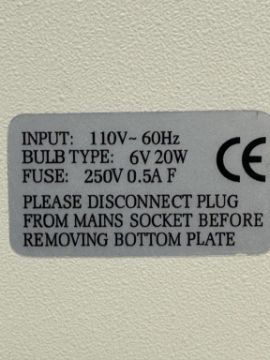 INPUT: 110V~ 60Hz
BULB TYPE: 6V 20W
FUSE: 250V 0.5A F
CE
PLEASE DISCONNECT PLUG
FROM MAINS SOCKET BEFORE
REMOVING BOTTOM PLATE